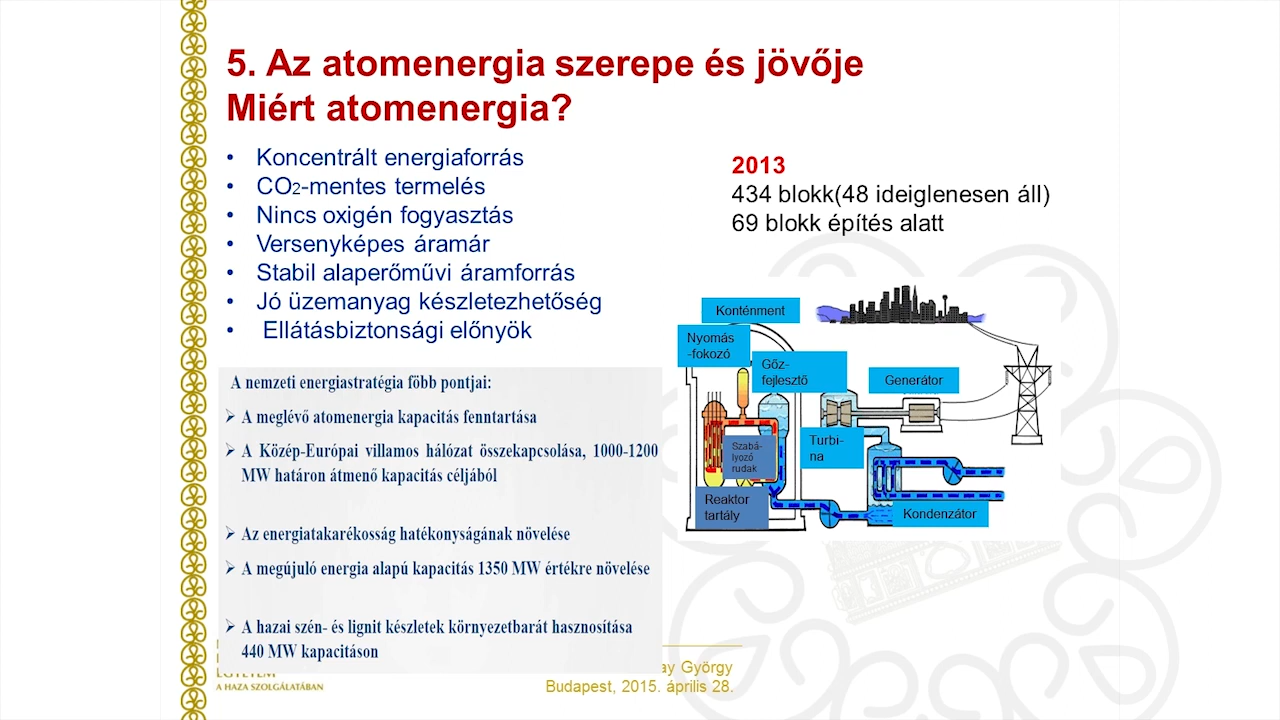 5. Az atomenergia szerepe és jövője
Miért atomenergia?
• Koncentrált energiaforrás
• CO2-mentes termelés
• Nincs oxigén fogyasztás
• Versenyképes áramár
• Stabil alaperőművi áramforrás
• Jó üzemanyag készletezhetőség
• Ellátásbiztonsági előnyök
2013
434 blokk(48 ideiglenesen áll)
69 blokk építés alatt
Konténment
Nyomás
-fokozó
Gőz-
fejlesztő
Generátor
Turbi-
na
Szabá-
lyozó
rudak
Reaktor
tartály
Kondenzátor
A nemzeti energiastratégia főbb pontjai:
➢ A meglévő atomenergia kapacitás fenntartása
➢ A Közép-Európai villamos hálózat összekapcsolása, 1000-1200
MW határon átmenő kapacitás céljából
➢ Az energiatakarékosság hatékonyságának növelése
➢ A megújuló energia alapú kapacitás 1350 MW értékre növelése
➢ A hazai szén- és lignit készletek környezetbarát hasznosítása
440 MW kapacitáson
A HAZA SZOLGÁLATÁBAN
György
Budapest, 2015. április 28.